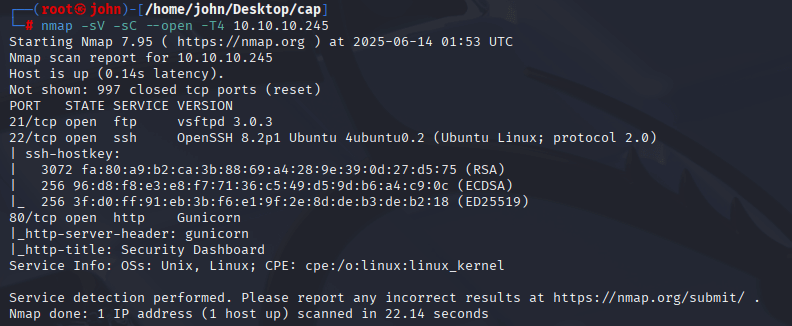 ┌──(root㉿john)-[/home/john/Desktop/cap]
└─# nmap -sV -sC --open -T4 10.10.10.245
Starting Nmap 7.95 ( https://nmap.org ) at 2025-06-14 01:53 UTC
Nmap scan report for 10.10.10.245
Host is up (0.14s latency).
Not shown: 997 closed tcp ports (reset)
PORT   STATE SERVICE VERSION
21/tcp open  ftp     vsftpd 3.0.3
22/tcp open  ssh     OpenSSH 8.2p1 Ubuntu 4ubuntu0.2 (Ubuntu Linux; protocol 2.0)
| ssh-hostkey:
|   3072 fa:80:a9:b2:ca:3b:88:69:a4:28:9e:39:0d:27:d5:75 (RSA)
|   256 96:d8:f8:e3:e8:f7:71:36:c5:49:d5:9d:b6:a4:c9:0c (ECDSA)
|_  256 3f:d0:ff:91:eb:3b:f6:e1:9f:2e:8d:de:b3:de:b2:18 (ED25519)
80/tcp open  http    Gunicorn
|_http-server-header: gunicorn
|_http-title: Security Dashboard
Service Info: OSs: Unix, Linux; CPE: cpe:/o:linux:linux_kernel
Service detection performed. Please report any incorrect results at https://nmap.org/submit/ .
Nmap done: 1 IP address (1 host up) scanned in 22.14 seconds